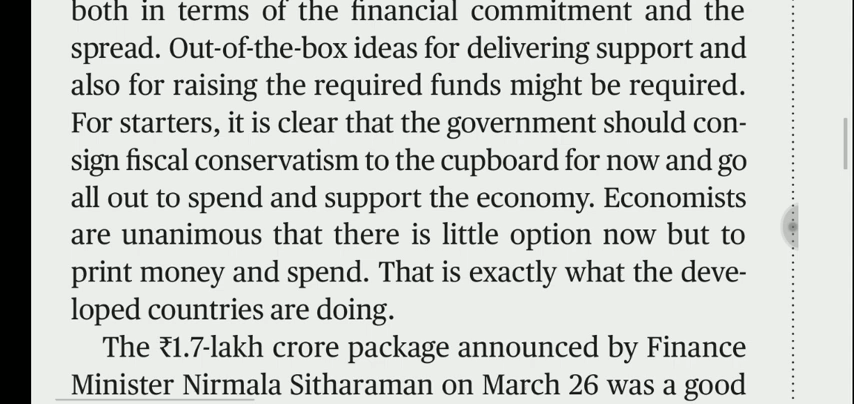 both in terms of the financial commitment and the
spread. Out-of-the-box ideas for delivering support and
also for raising the required funds might be required.
For starters, it is clear that the government should con-
sign fiscal conservatism to the cupboard for now and go
all out to spend and support the economy. Economists
are unanimous that there is little option now but to
print money and spend. That is exactly what the deve-
loped countries are doing.
The ₹1.7-lakh crore package announced by Finance
Minister Nirmala Sitharaman on March 26 was a good